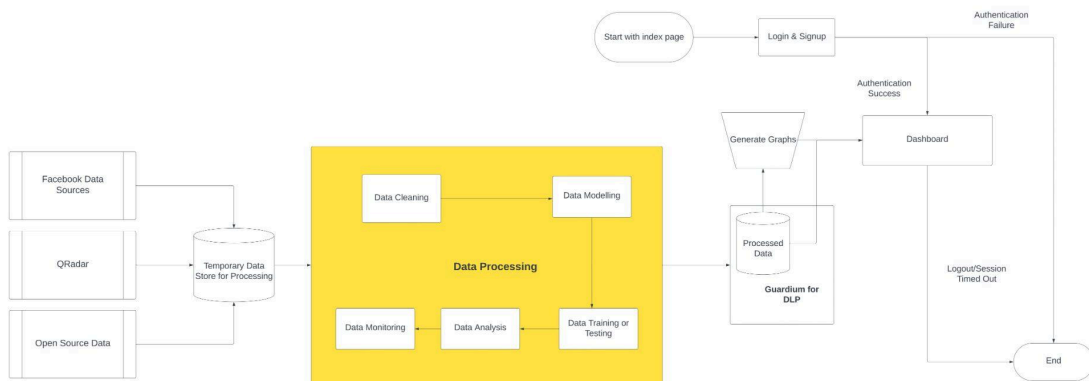 Authentication
Failure
Start with index page
Login & Signup
Authentication
Success
Generate Graphs
Dashboard
Facebook Data
Sources
Data Cleaning
Data Modelling
QRadar
Temporary Data
Store for Processing
Data Processing
Processed
Data
Guardium for
DLP
Logout/Session
Timed Out
Open Source Data
Data Monitoring
Data Analysis
Data Training or
Testing
End